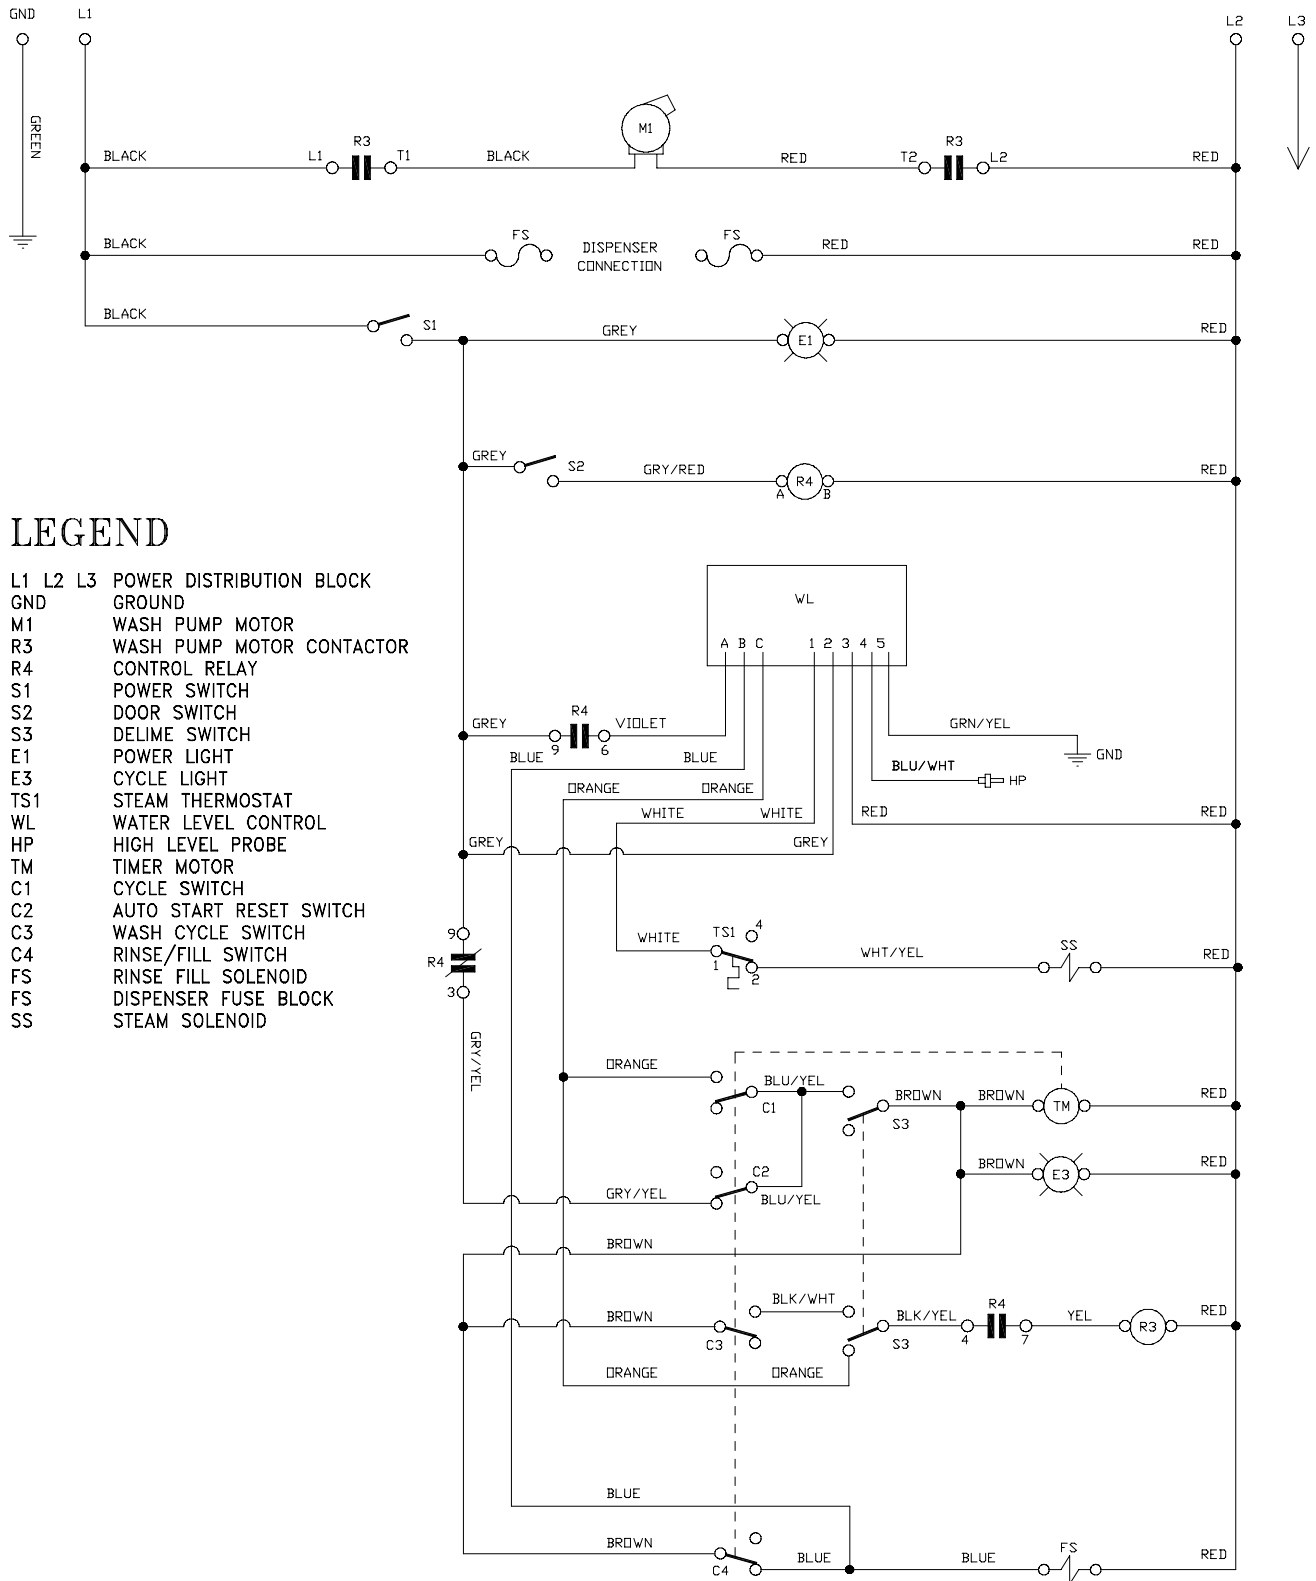 GND L1 L2 L3
GREEN
R3 M1 R3
BLACK L1 T1 BLACK RED T2 L2 RED
FS FS
BLACK DISPENSER RED RED
CONNECTION
BLACK S1 GREY E1 RED
GREY S2 GRY/RED R4 RED
A B
LEGEND
L1 L2 L3 POWER DISTRIBUTION BLOCK
GND GROUND
M1 WASH PUMP MOTOR
R3 WASH PUMP MOTOR CONTACTOR
R4 CONTROL RELAY
S1 POWER SWITCH
S2 DOOR SWITCH
S3 DELIME SWITCH
E1 POWER LIGHT
E3 CYCLE LIGHT
TS1 STEAM THERMOSTAT
WL WATER LEVEL CONTROL
HP HIGH LEVEL PROBE
TM TIMER MOTOR
C1 CYCLE SWITCH
C2 AUTO START RESET SWITCH
C3 WASH CYCLE SWITCH
C4 RINSE/FILL SWITCH
FS RINSE FILL SOLENOID
FS DISPENSER FUSE BLOCK
SS STEAM SOLENOID
WL
A B C 1 2 3 4 5
R4
GREY VIOLET GRN/YEL
9 6
BLUE BLUE GND
BLU/WHT HP
ORANGE ORANGE
WHITE WHITE RED RED
GREY GREY
9 R4 3
GRY/YEL
WHITE TS1 4 WHT/YEL SS RED
1 2
ORANGE BLU/YEL
C1 BROWN BROWN TM RED
S3
C2 BROWN E3 RED
GRY/YEL BLU/YEL
BROWN
BLK/WHT R4
BROWN BLK/YEL YEL R3 RED
C3 S3 4 7
ORANGE ORANGE
BLUE
BROWN FS
C4 BLUE BLUE RED